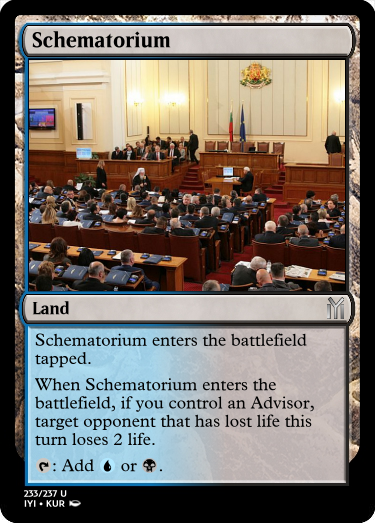 Schematorium
Land
Schematorium enters the battlefield
tapped.
When Schematorium enters the
battlefield, if you control an Advisor,
target opponent that has lost life this
turn loses 2 life.
: Add or .
233/237 U
IYI • KUR